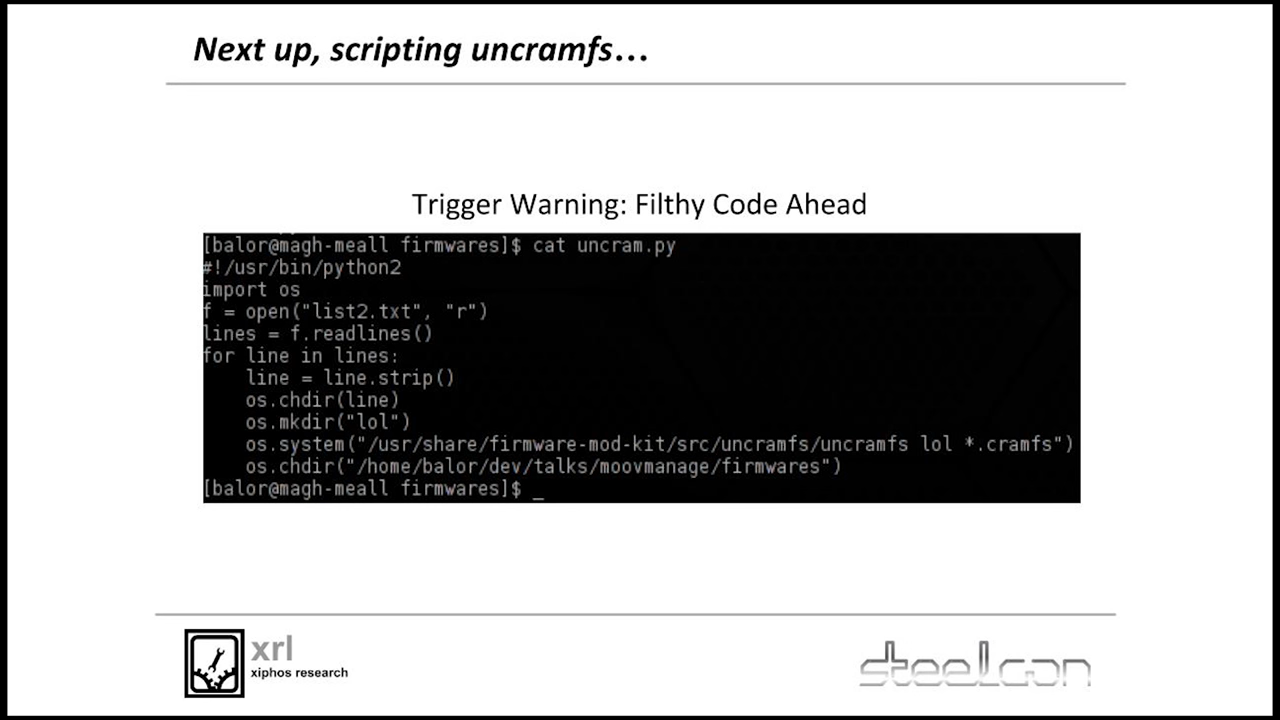 Next up, scripting uncramfs...
Trigger Warning: Filthy Code Ahead
[balor@magh-meall firmwares]$ cat uncram.py
#!/usr/bin/python2
import os
f = open("list2.txt", "r")
lines = f.readlines()
for line in lines:
    line = line.strip()
    os.chdir(line)
    os.mkdir("lol")
    os.system("/usr/share/firmware-mod-kit/src/uncramfs/uncramfs lol *.cramfs")
    os.chdir("/home/balor/dev/talks/moovmanage/firmwares")
[balor@magh-meall firmwares]$ _
xrl
xiphos research
steelcon